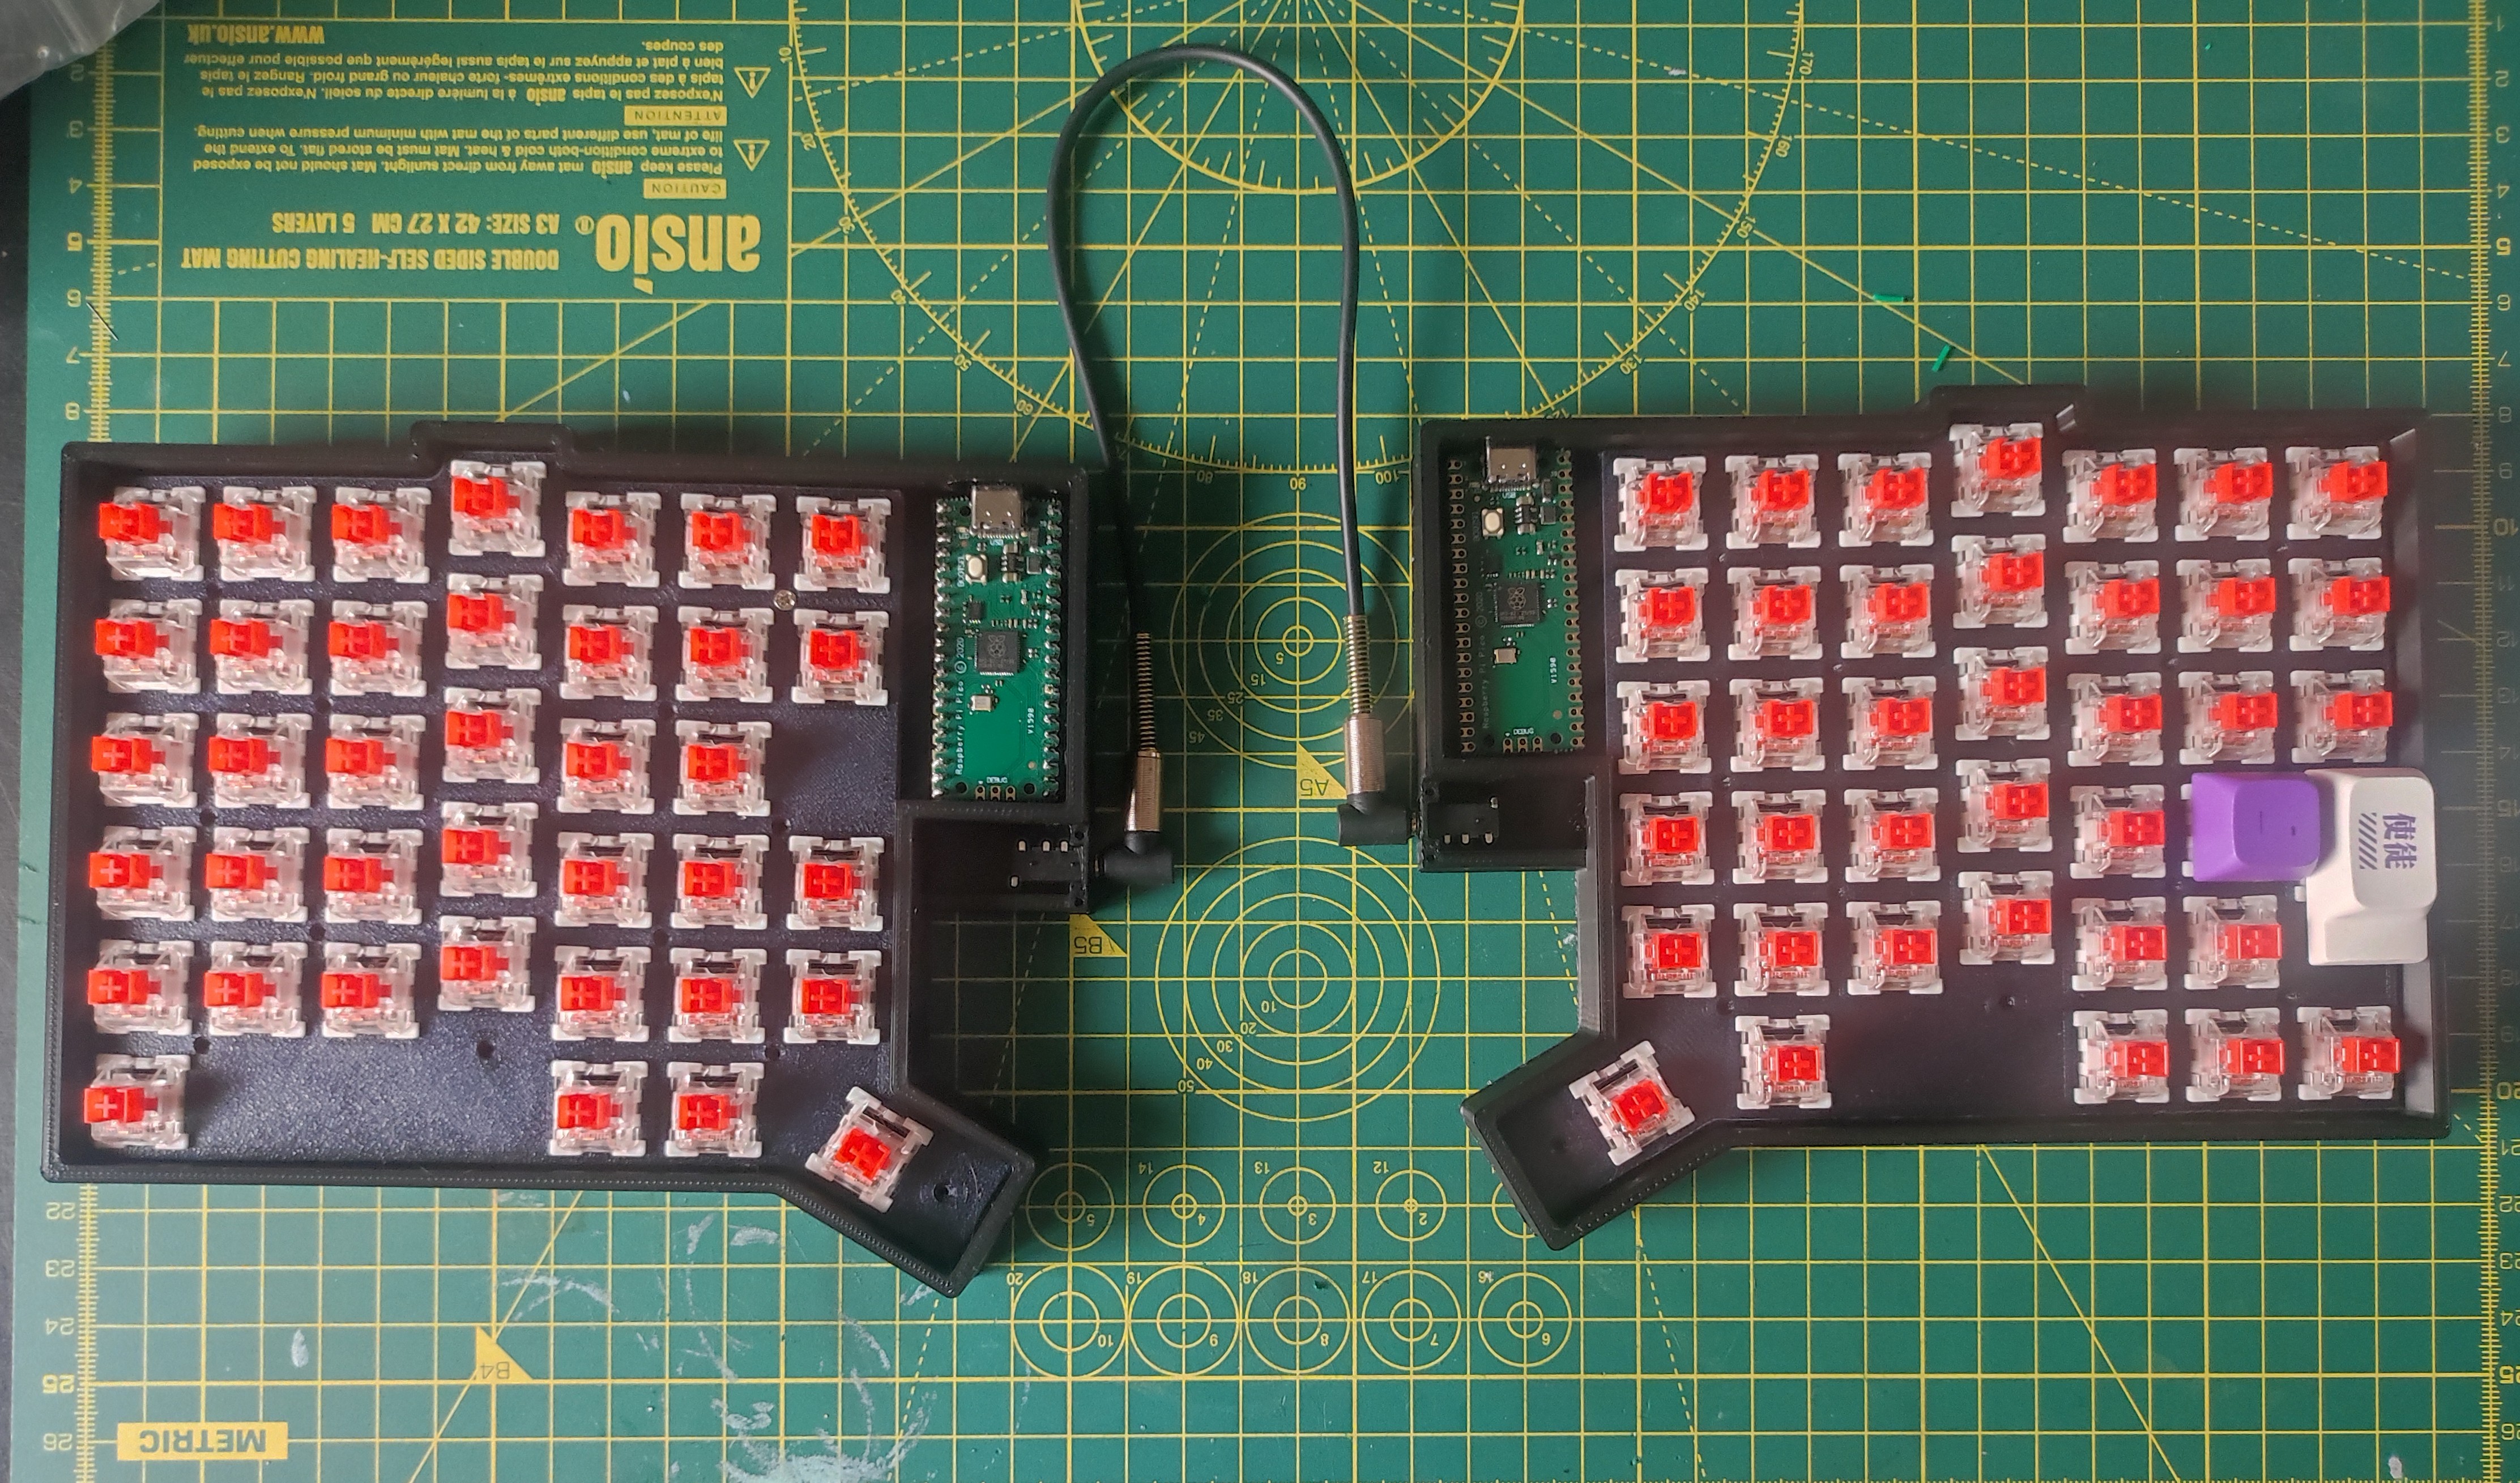 ansio®
DOUBLE SIDED SELF-HEALING CUTTING MAT
A3 SIZE: 42 X 27 CM 5 LAYERS
CAUTION
Please keep ansio mat away from direct sunlight. Mat should not be exposed
to extreme condition-both cold & heat. Mat must be stored flat. To extend the
life of mat, use different parts of the mat with minimum pressure when cutting.
ATTENTION
N'exposez pas le tapis ansio à la lumière directe du soleil. N'exposez pas le
tapis à des conditions extrêmes- forte chaleur ou grand froid. Rangez le tapis
bien à plat et appuyez sur le tapis aussi légèrement que possible pour effectuer
des coupes.
www.ansio.uk
Raspberry Pi Pico © 2020
Raspberry Pi Pico © 2020
使徒
A5
B5
B4
METRIC